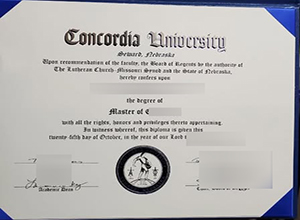 Concordia University
Seward, Nebraska
Upon recommendation of the faculty, the Board of Regents by the authority of
The Lutheran Church-Missouri Synod and the State of Nebraska,
hereby confers upon
the degree of
Master of E
with all the rights, honors and privileges thereto appertaining.
In witness whereof, this diploma is given this
twenty-fifth day of October, in the year of our Lord
Academic Dean